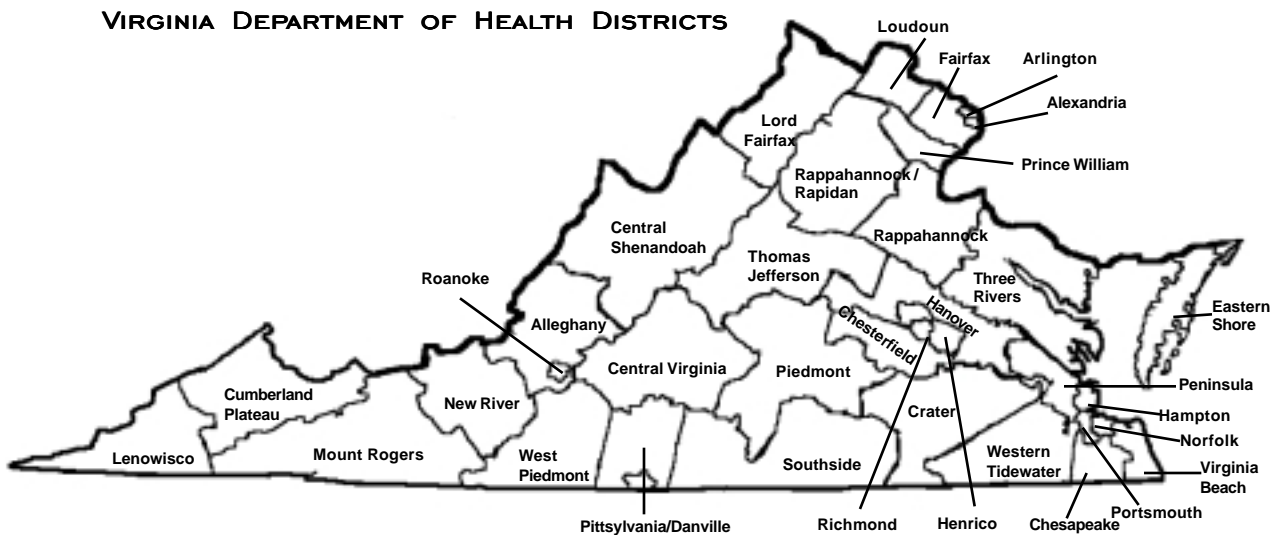 VIRGINIA DEPARTMENT OF HEALTH DISTRICTS
Loudoun
Fairfax
Arlington
Alexandria
Lord
Fairfax
Prince William
Rappahannock /
Rapidan
Central
Shenandoah
Rappahannock
Thomas
Jefferson
Roanoke
Three
Rivers
Eastern
Shore
Alleghany
Hanover
Chesterfield
Central Virginia
Piedmont
Peninsula
Cumberland
Plateau
New River
Crater
Hampton
Norfolk
Lenowisco
Mount Rogers
West
Piedmont
Southside
Western
Tidewater
Virginia
Beach
Pittsylvania/Danville
Richmond
Henrico
Chesapeake
Portsmouth